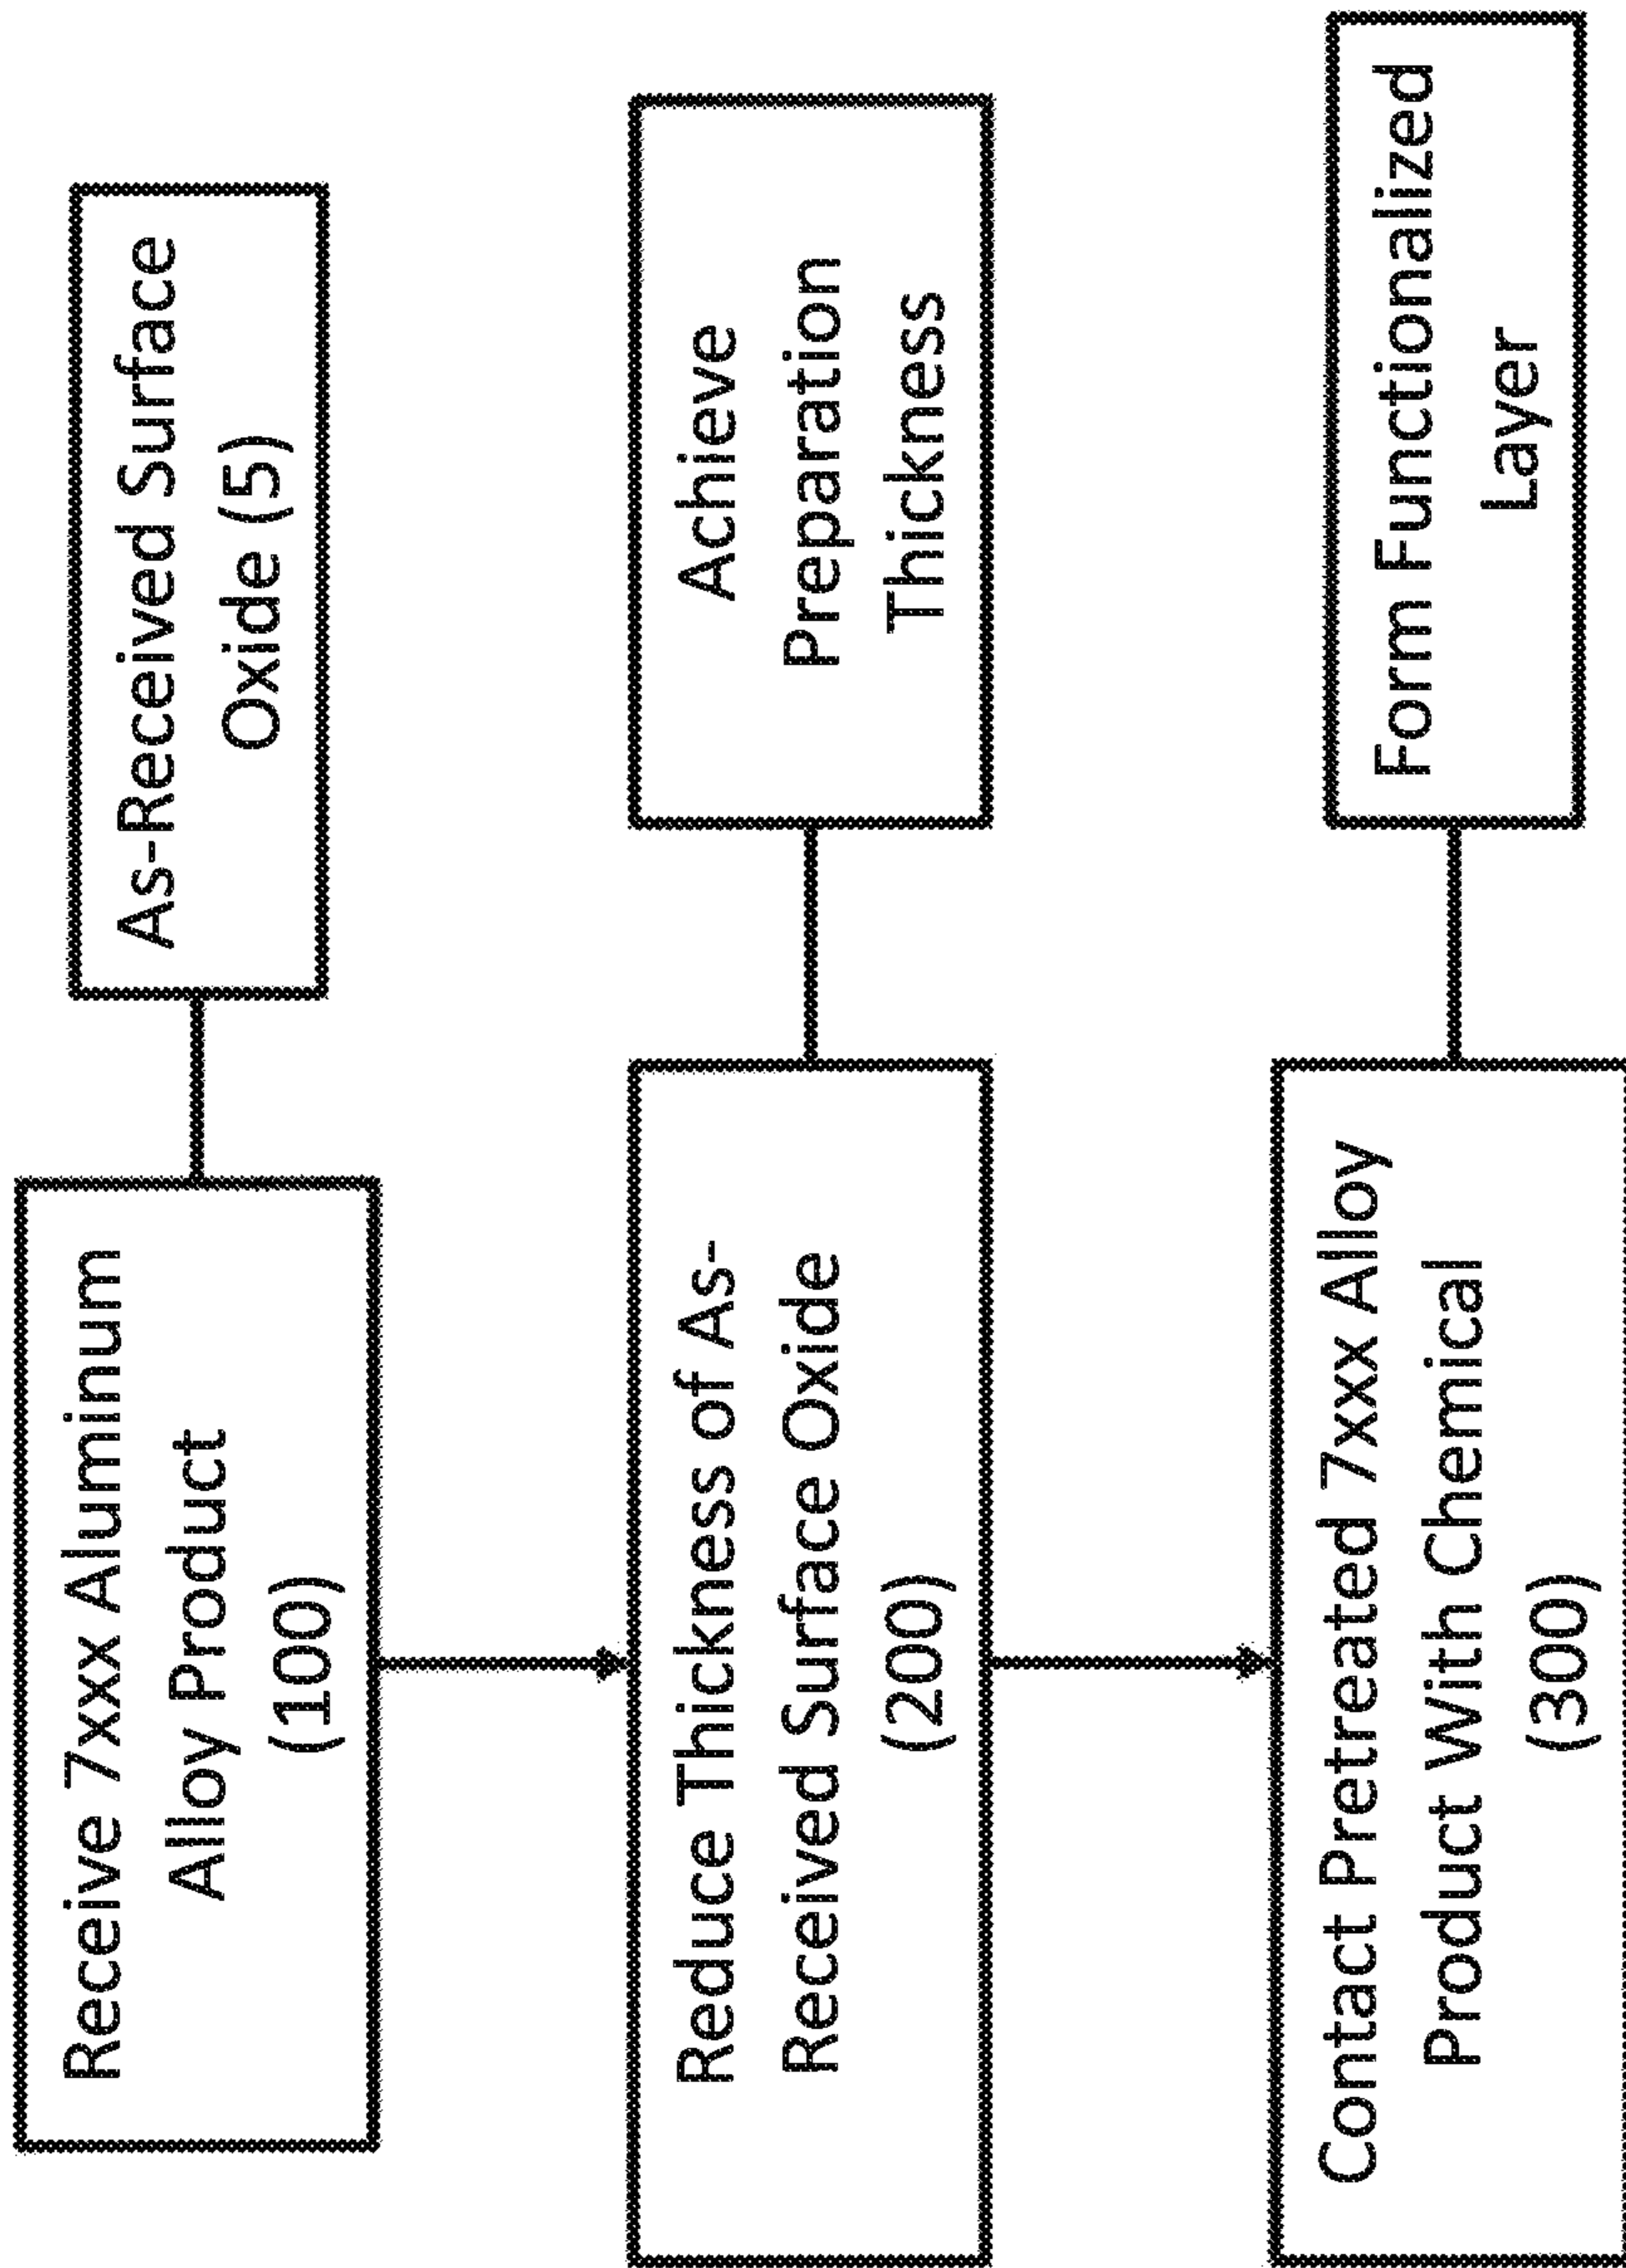 Receive 7xxx Aluminum
Alloy Product
(100)
As-Received Surface
Oxide (5)
Reduce Thickness of As-
Received Surface Oxide
(200)
Achieve
Preparation
Thickness
Contact Pretreated 7xxx Alloy
Product With Chemical
(300)
Form Functionalized
Layer